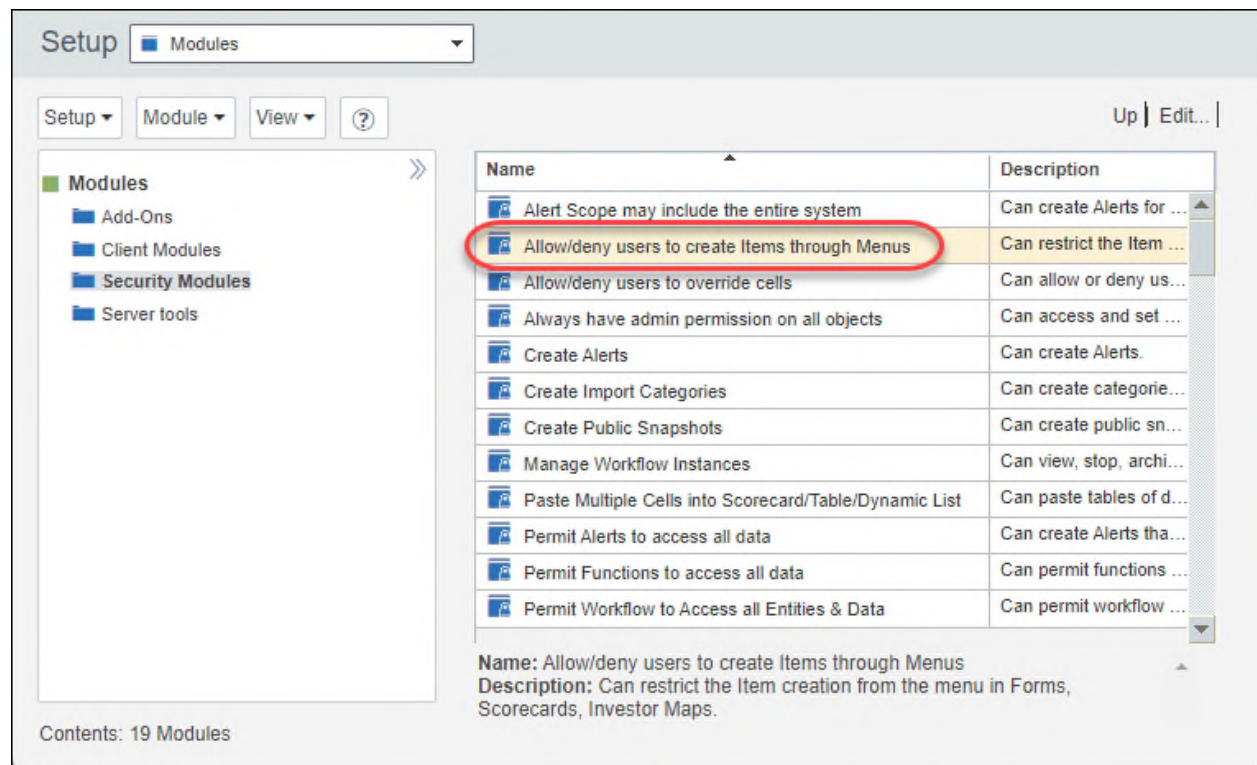 Setup Modules
Setup Module View ? Up Edit...
Modules
Add-Ons
Client Modules
Security Modules
Server tools
Name Description
Alert Scope may include the entire system Can create Alerts for ...
Allow/deny users to create Items through Menus Can restrict the Item ...
Allow/deny users to override cells Can allow or deny us...
Always have admin permission on all objects Can access and set ...
Create Alerts Can create Alerts.
Create Import Categories Can create categorie...
Create Public Snapshots Can create public sn...
Manage Workflow Instances Can view, stop, archi...
Paste Multiple Cells into Scorecard/Table/Dynamic List Can paste tables of d...
Permit Alerts to access all data Can create Alerts tha...
Permit Functions to access all data Can permit functions ...
Permit Workflow to Access all Entities & Data Can permit workflow ...
Name: Allow/deny users to create Items through Menus
Description: Can restrict the Item creation from the menu in Forms,
Scorecards, Investor Maps.
Contents: 19 Modules